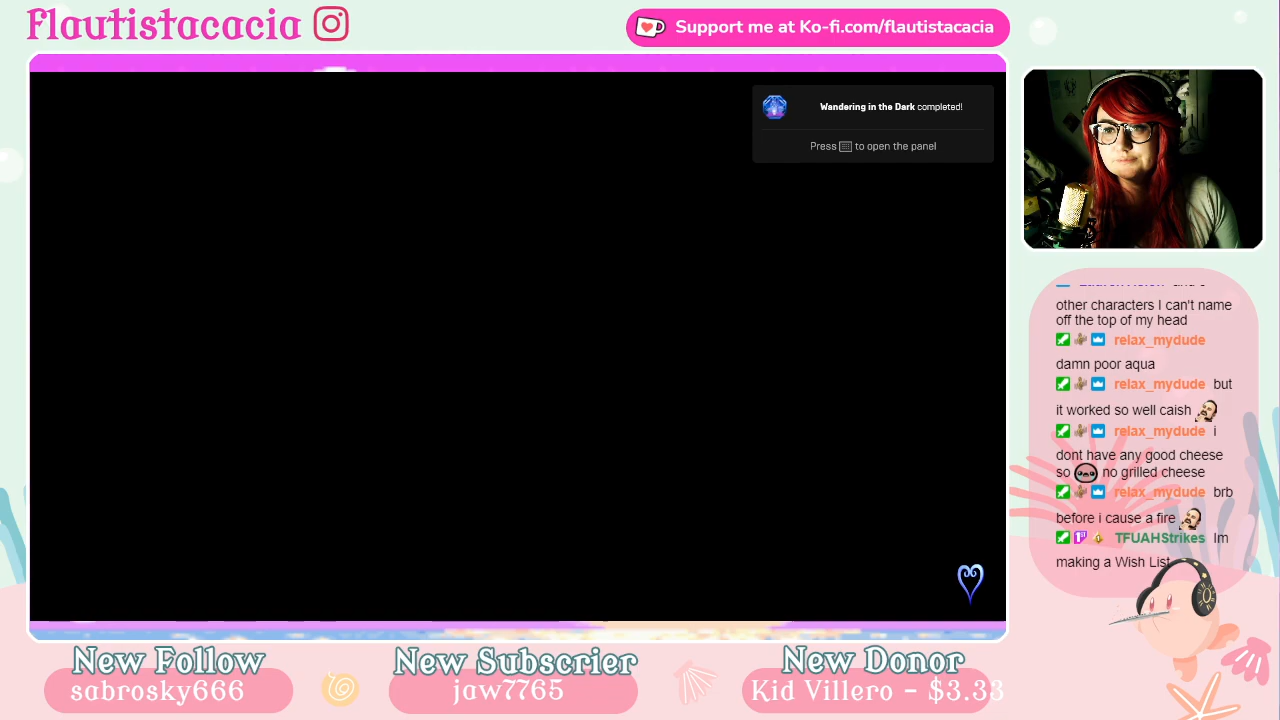 Flautistacacia
Support me at Ko-fi.com/flautistacacia
Wandering in the Dark completed!
Press to open the panel
other characters I can't name
off the top of my head
relax_mydude
damn poor aqua
relax_mydude but
it worked so well caish
relax_mydude i
dont have any good cheese
so no grilled cheese
relax_mydude brb
before i cause a fire
TFUAHStrikes Im
making a Wish List
New Follow
sabrosky666
New Subscrier
jaw7765
New Donor
Kid Villero - $3.33